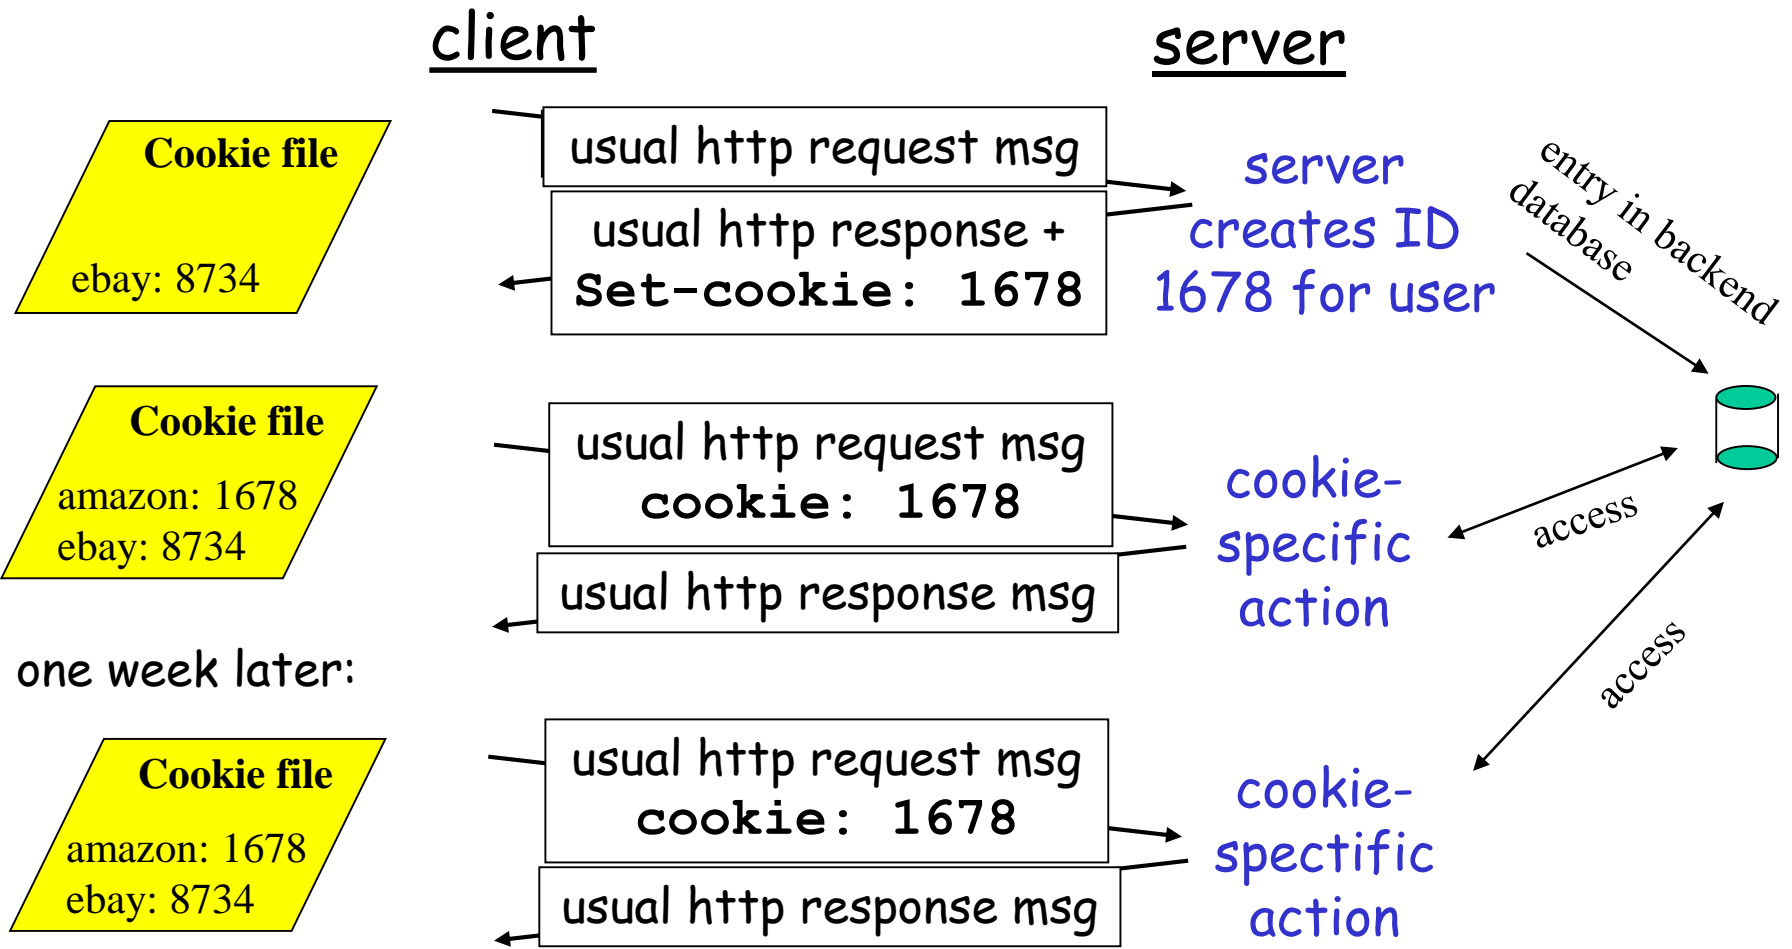 client
server
Cookie file
ebay: 8734
usual http request msg
usual http response +
Set-cookie: 1678
server
creates ID
1678 for user
entry in backend
database
Cookie file
amazon: 1678
ebay: 8734
usual http request msg
cookie: 1678
usual http response msg
cookie-
specific
action
access
access
one week later:
Cookie file
amazon: 1678
ebay: 8734
usual http request msg
cookie: 1678
usual http response msg
cookie-
spectific
action